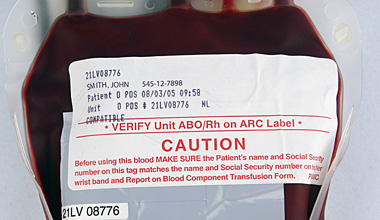 21LV08776
SMITH, JOHN 545-12-7898
Patient O POS 08/03/05 09:58
Unit O POS # 21LV08776 NL
COMPATIBLE
* VERIFY Unit ABO/Rh on ARC Label *
CAUTION
Before using this blood MAKE SURE the Patient's name and Social Security
number on this tag matches the name and Social Security number on
wrist band and Report on Blood Component Transfusion Form.
21LV 08776